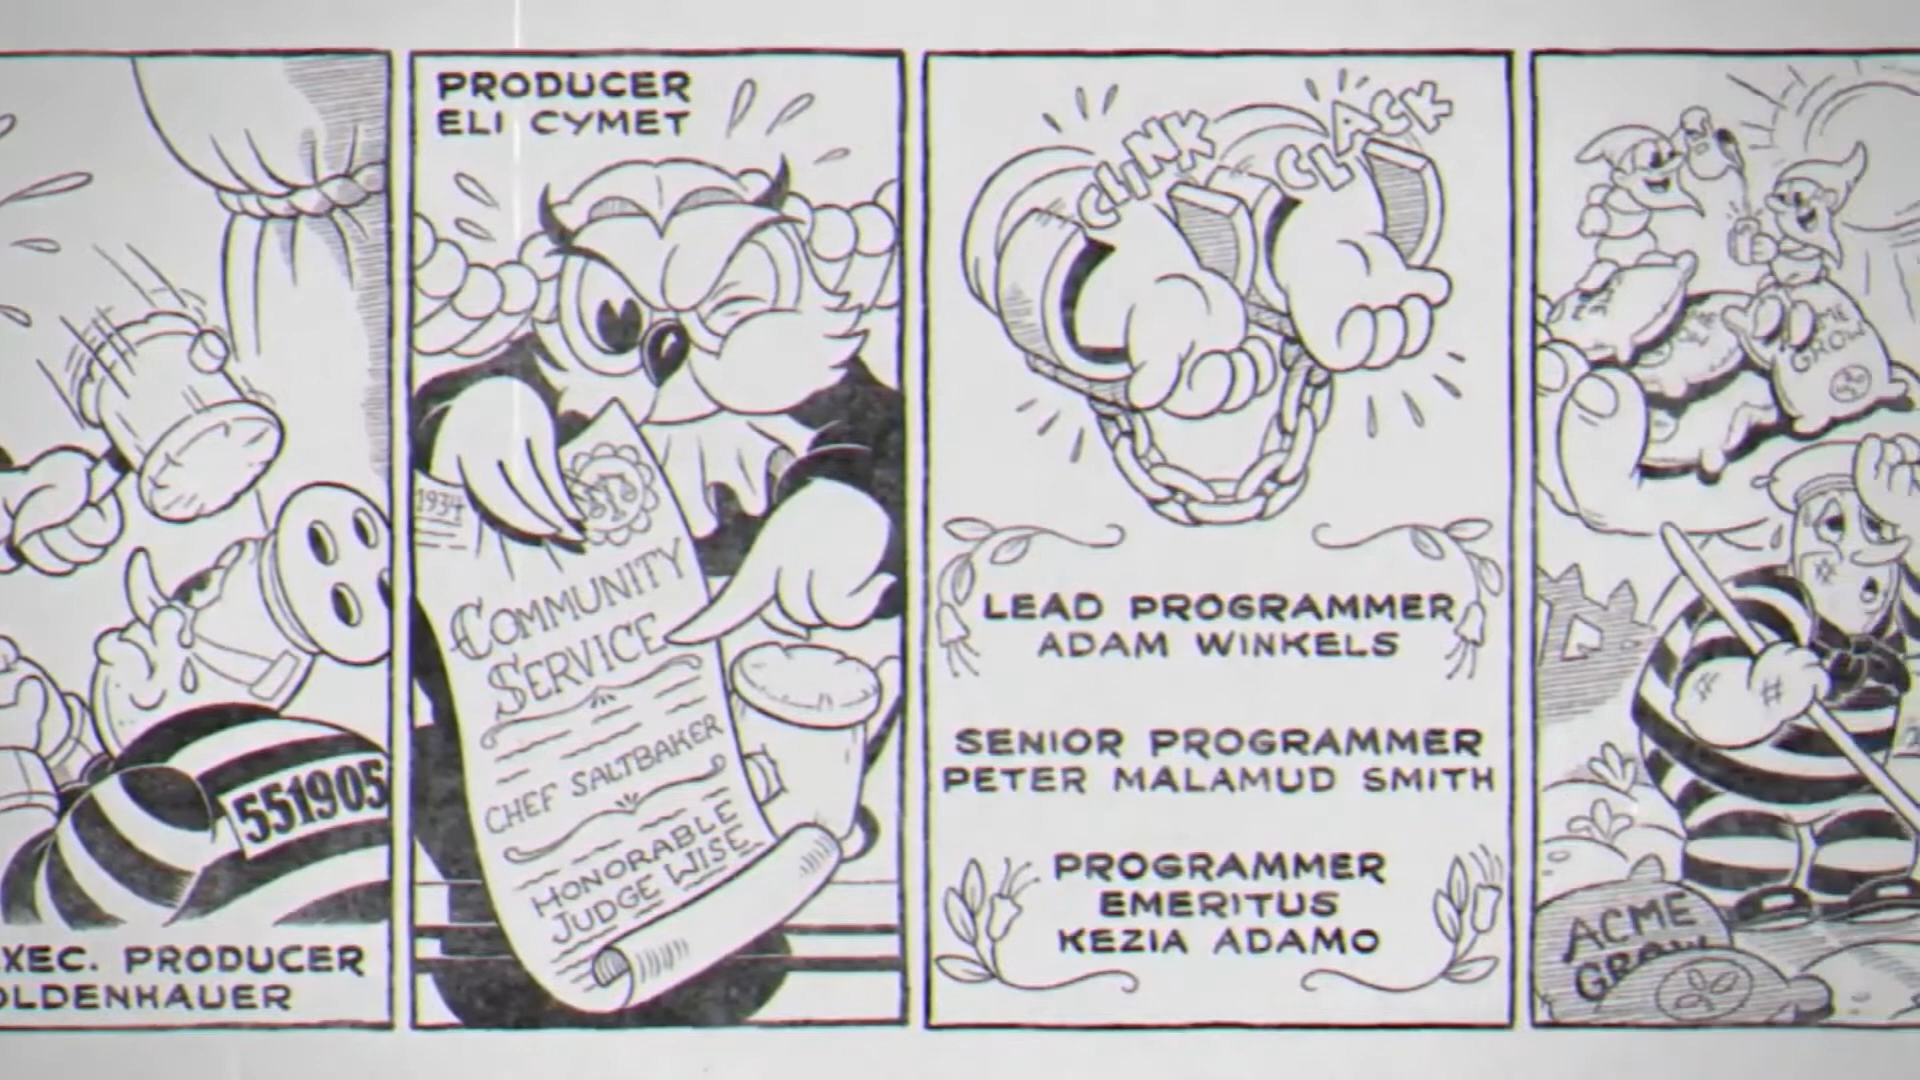 551905
XEC. PRODUCER
OLDENHAUER
PRODUCER
ELI CYMET
1934
COMMUNITY
SERVICE
CHEF SALTBAKER
HONORABLE
JUDGE WISE
CLINK
CLACK
LEAD PROGRAMMER
ADAM WINKELS
SENIOR PROGRAMMER
PETER MALAMUD SMITH
PROGRAMMER
EMERITUS
KEZIA ADAMO
GROW
ACME
GROW